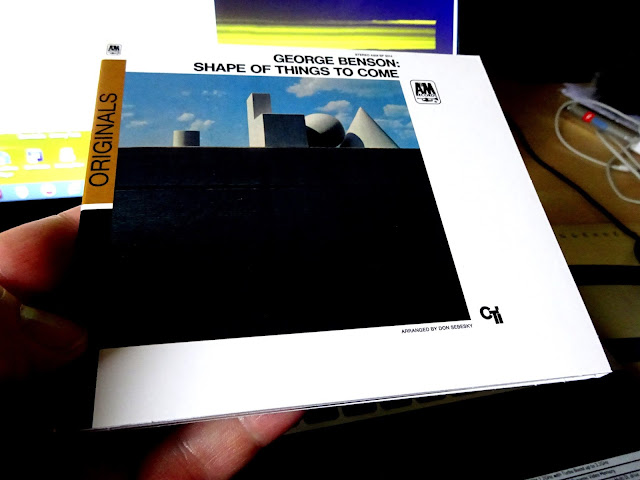 GEORGE BENSON:
SHAPE OF THINGS TO COME
A&M
ORIGINALS
A&M
ARRANGED BY DON SEBESKY
CTi